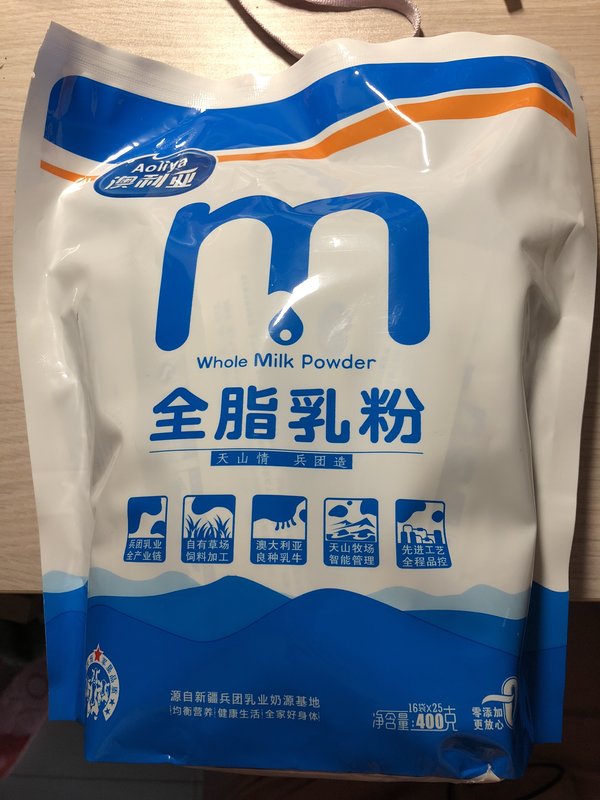 Aoliya
澳利亚
m
Whole Milk Powder
全脂乳粉
天山情 兵团造
兵团乳业
全产业链
自有草场
饲料加工
澳大利亚
良种乳牛
天山牧场
智能管理
先进工艺
全程品控
源自新疆兵团乳业奶源基地
均衡营养 | 健康生活 | 全家好身体
16袋x25
净含量:400克
零添加
更放心